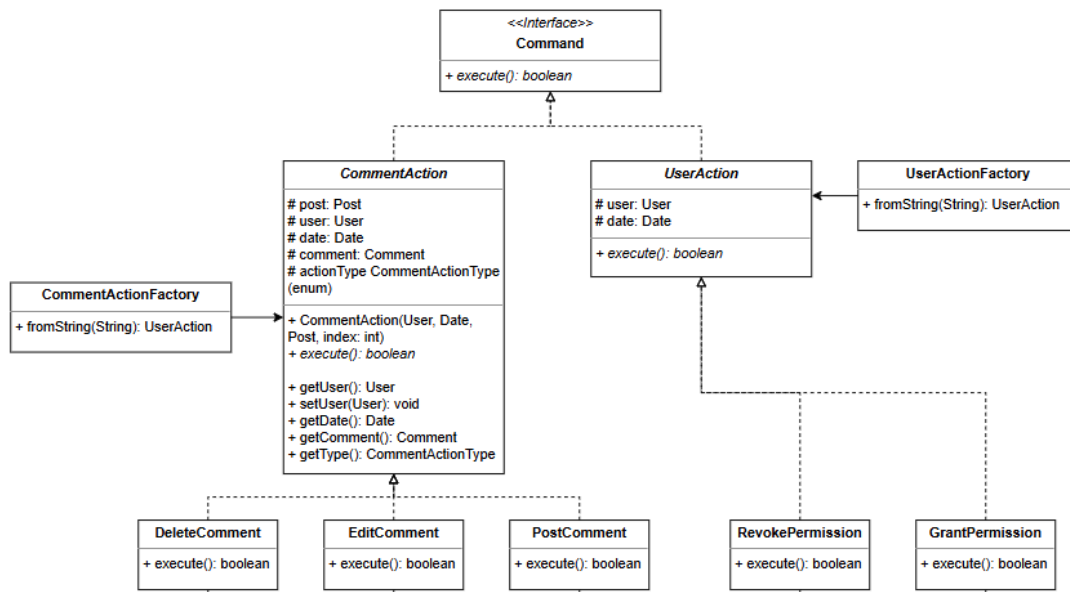 <<Interface>>
Command
+ execute(): boolean
CommentAction
# post: Post
# user: User
# date: Date
# comment: Comment
# actionType CommentActionType
(enum)
+ CommentAction(User, Date,
Post, index: int)
+ execute(): boolean
+ getUser(): User
+ setUser(User): void
+ getDate(): Date
+ getComment(): Comment
+ getType(): CommentActionType
UserAction
# user: User
# date: Date
+ execute(): boolean
UserActionFactory
+ fromString(String): UserAction
CommentActionFactory
+ fromString(String): UserAction
DeleteComment
+ execute(): boolean
EditComment
+ execute(): boolean
PostComment
+ execute(): boolean
RevokePermission
+ execute(): boolean
GrantPermission
+ execute(): boolean